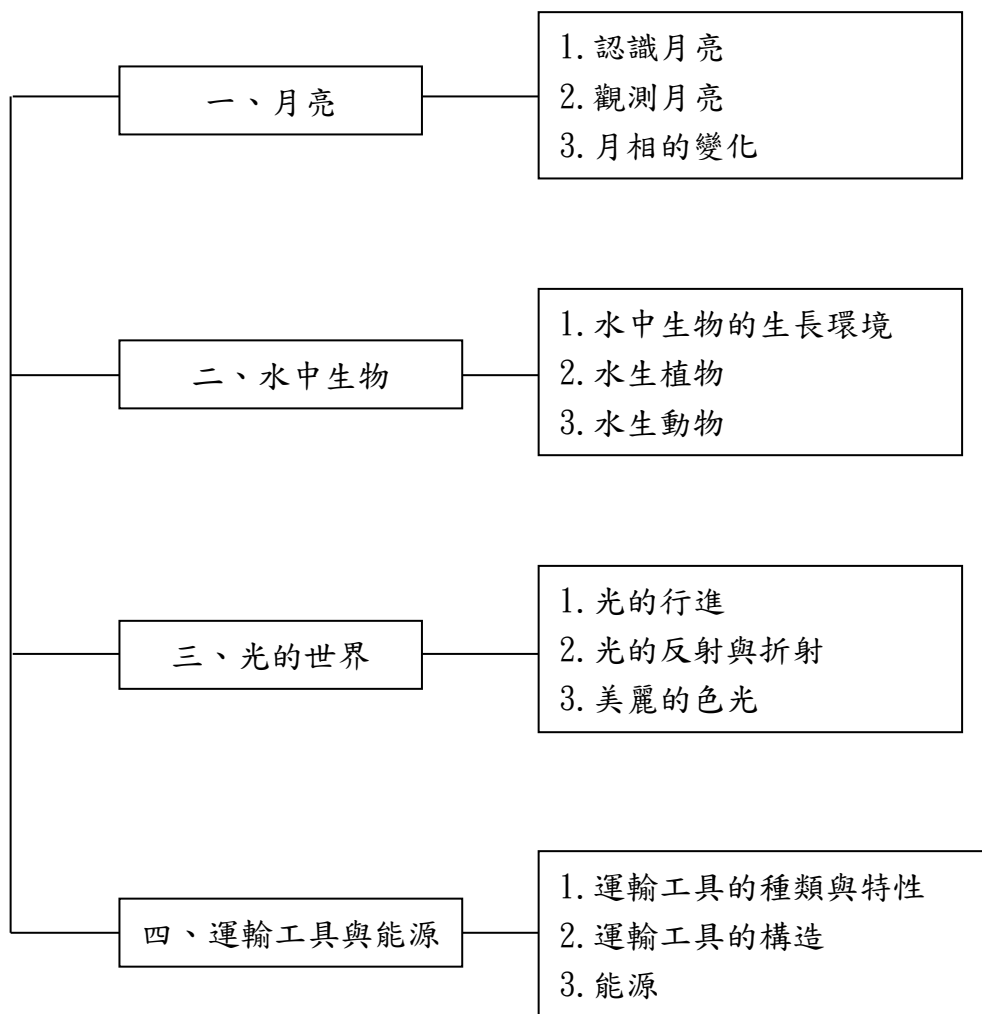 一、月亮
1.認識月亮
2.觀測月亮
3.月相的變化
二、水中生物
1.水中生物的生長環境
2.水生植物
3.水生動物
三、光的世界
1.光的行進
2.光的反射與折射
3.美麗的色光
四、運輸工具與能源
1.運輸工具的種類與特性
2.運輸工具的構造
3.能源